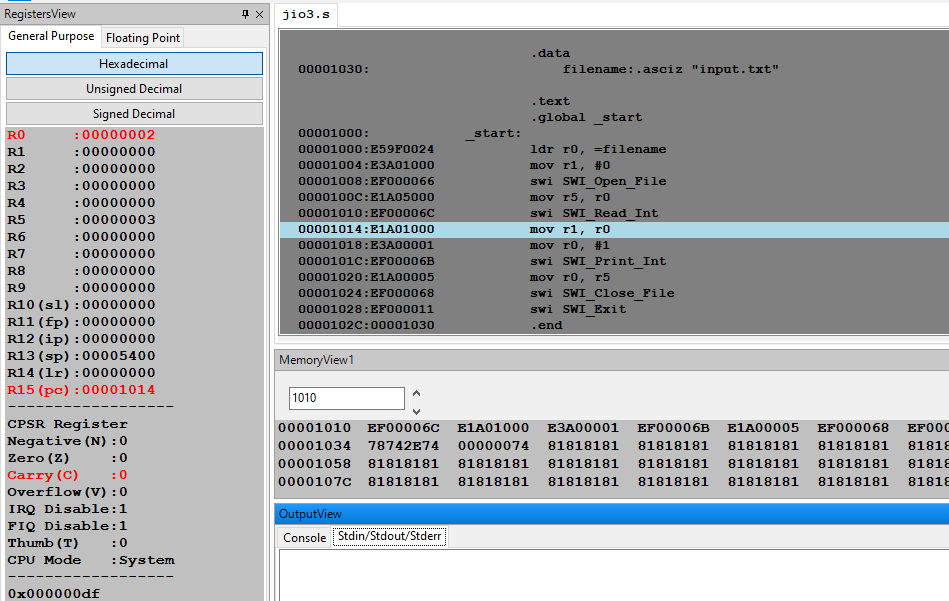 RegistersView
General Purpose Floating Point
Hexadecimal
Unsigned Decimal
Signed Decimal
R0 :00000002
R1 :00000000
R2 :00000000
R3 :00000000
R4 :00000000
R5 :00000003
R6 :00000000
R7 :00000000
R8 :00000000
R9 :00000000
R10(sl):00000000
R11(fp):00000000
R12(ip):00000000
R13(sp):00005400
R14(lr):00000000
R15(pc):00001014
------------------
CPSR Register
Negative(N):0
Zero(Z) :0
Carry(C) :0
Overflow(V):0
IRQ Disable:1
FIQ Disable:1
Thumb(T) :0
CPU Mode :System
------------------
0x000000df
jio3.s
.data
00001030: filename:.asciz "input.txt"
.text
.global _start
00001000: _start:
00001000:E59F0024 ldr r0, =filename
00001004:E3A01000 mov r1, #0
00001008:EF000066 swi SWI_Open_File
0000100C:E1A05000 mov r5, r0
00001010:EF00006C swi SWI_Read_Int
00001014:E1A01000 mov r1, r0
00001018:E3A00001 mov r0, #1
0000101C:EF00006B swi SWI_Print_Int
00001020:E1A00005 mov r0, r5
00001024:EF000068 swi SWI_Close_File
00001028:EF000011 swi SWI_Exit
0000102C:00001030 .end
MemoryView1
1010
00001010 EF00006C E1A01000 E3A00001 EF00006B E1A00005 EF000068 EF000
00001034 78742E74 00000074 81818181 81818181 81818181 81818181 81818
00001058 81818181 81818181 81818181 81818181 81818181 81818181 81818
0000107C 81818181 81818181 81818181 81818181 81818181 81818181 81818
OutputView
Console Stdin/Stdout/Stderr